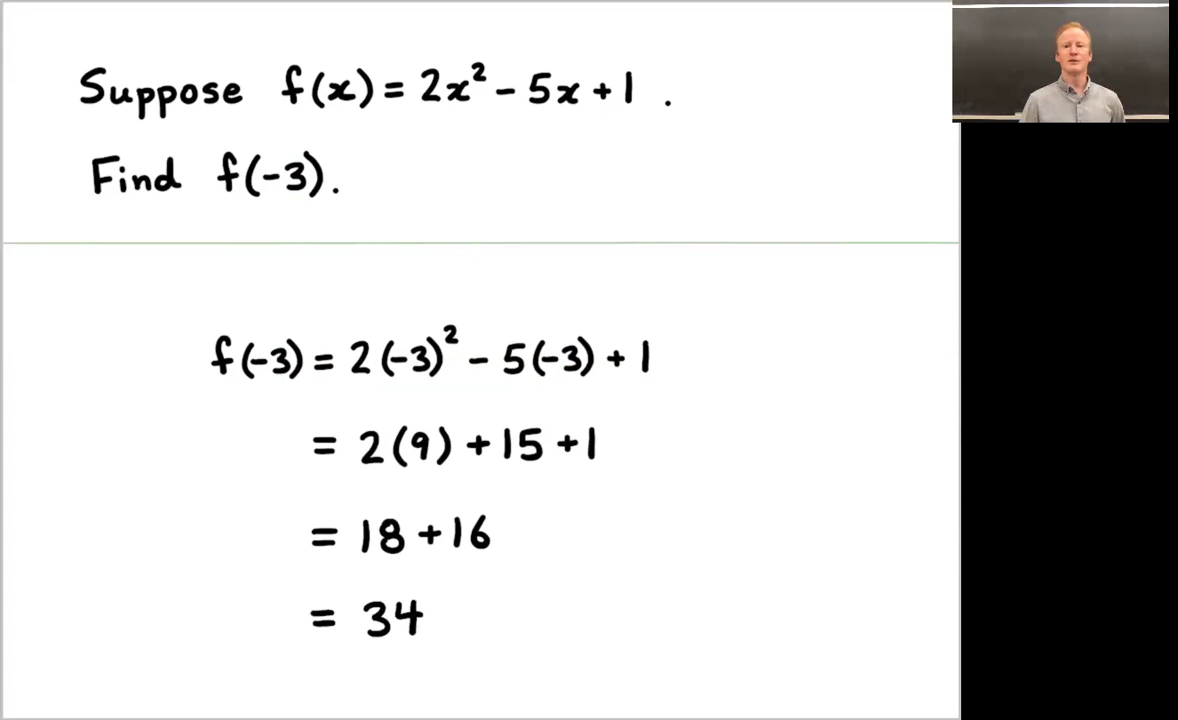 Suppose f(x) = 2x² - 5x + 1 .
Find f(-3).
f(-3) = 2(-3)² - 5(-3) + 1
= 2(9) + 15 + 1
= 18 + 16
= 34